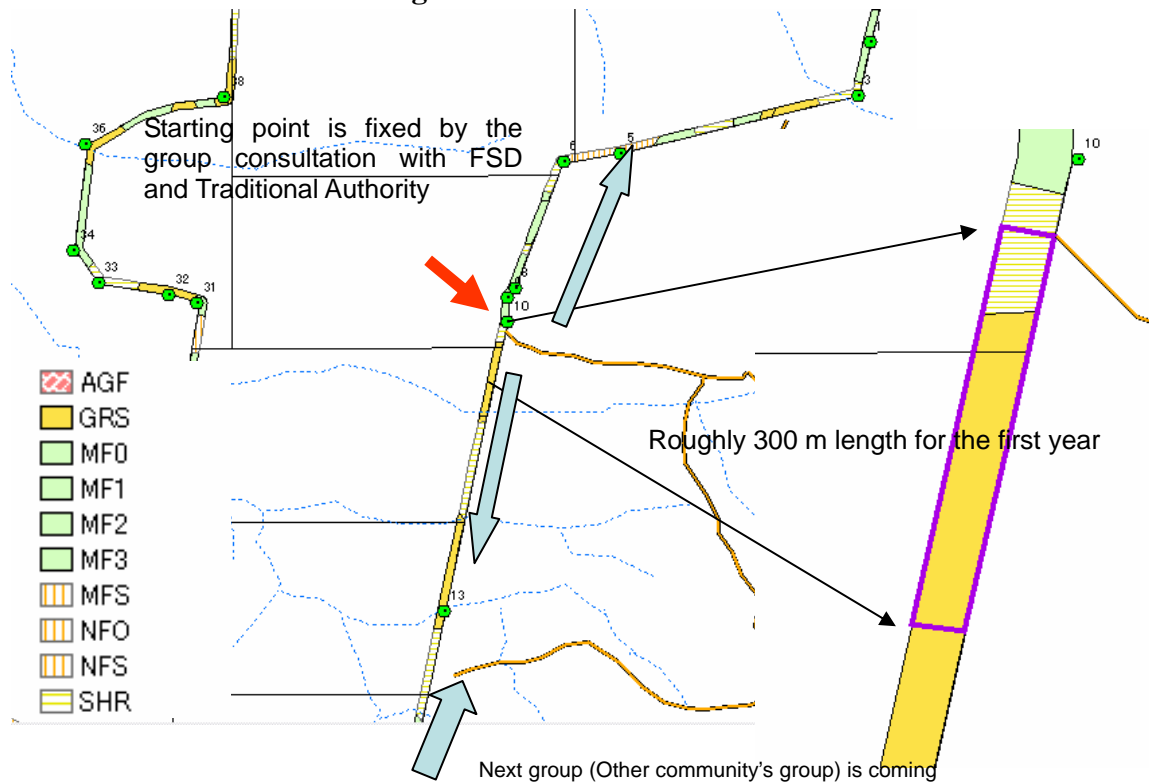 38
1
3
36
Starting point is fixed by the
group consultation with FSD
and Traditional Authority
5
6
10
34
33
32
31
8
10
AGF
GRS
MF0
MF1
MF2
MF3
MFS
NFO
NFS
SHR
Roughly 300 m length for the first year
13
Next group (Other community's group) is coming